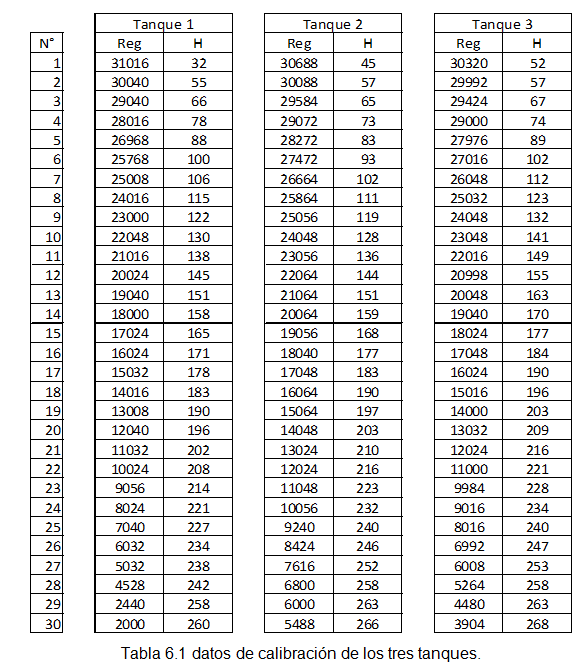 Tanque 1 Tanque 2 Tanque 3
N° Reg H Reg H Reg H
1 31016 32 30688 45 30320 52
2 30040 55 30088 57 29992 57
3 29040 66 29584 65 29424 67
4 28016 78 29072 73 29000 74
5 26968 88 28272 83 27976 89
6 25768 100 27472 93 27016 102
7 25008 106 26664 102 26048 112
8 24016 115 25864 111 25032 123
9 23000 122 25056 119 24048 132
10 22048 130 24048 128 23048 141
11 21016 138 23056 136 22016 149
12 20024 145 22064 144 20998 155
13 19040 151 21064 151 20048 163
14 18000 158 20064 159 19040 170
15 17024 165 19056 168 18024 177
16 16024 171 18040 177 17048 184
17 15032 178 17048 183 16024 190
18 14016 183 16064 190 15016 196
19 13008 190 15064 197 14000 203
20 12040 196 14048 203 13032 209
21 11032 202 13024 210 12024 216
22 10024 208 12024 216 11000 221
23 9056 214 11048 223 9984 228
24 8024 221 10056 232 9016 234
25 7040 227 9240 240 8016 240
26 6032 234 8424 246 6992 247
27 5032 238 7616 252 6008 253
28 4528 242 6800 258 5264 258
29 2440 258 6000 263 4480 263
30 2000 260 5488 266 3904 268
Tabla 6.1 datos de calibración de los tres tanques.